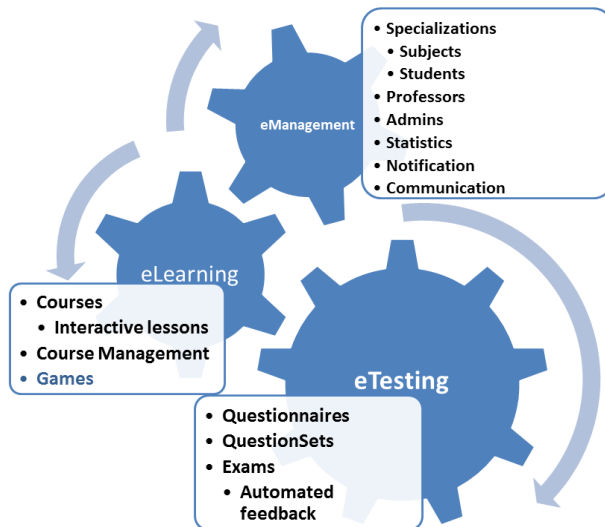 eManagement
• Specializations
• Subjects
• Students
• Professors
• Admins
• Statistics
• Notification
• Communication
eLearning
• Courses
• Interactive lessons
• Course Management
• Games
eTesting
• Questionnaires
• QuestionSets
• Exams
• Automated
feedback